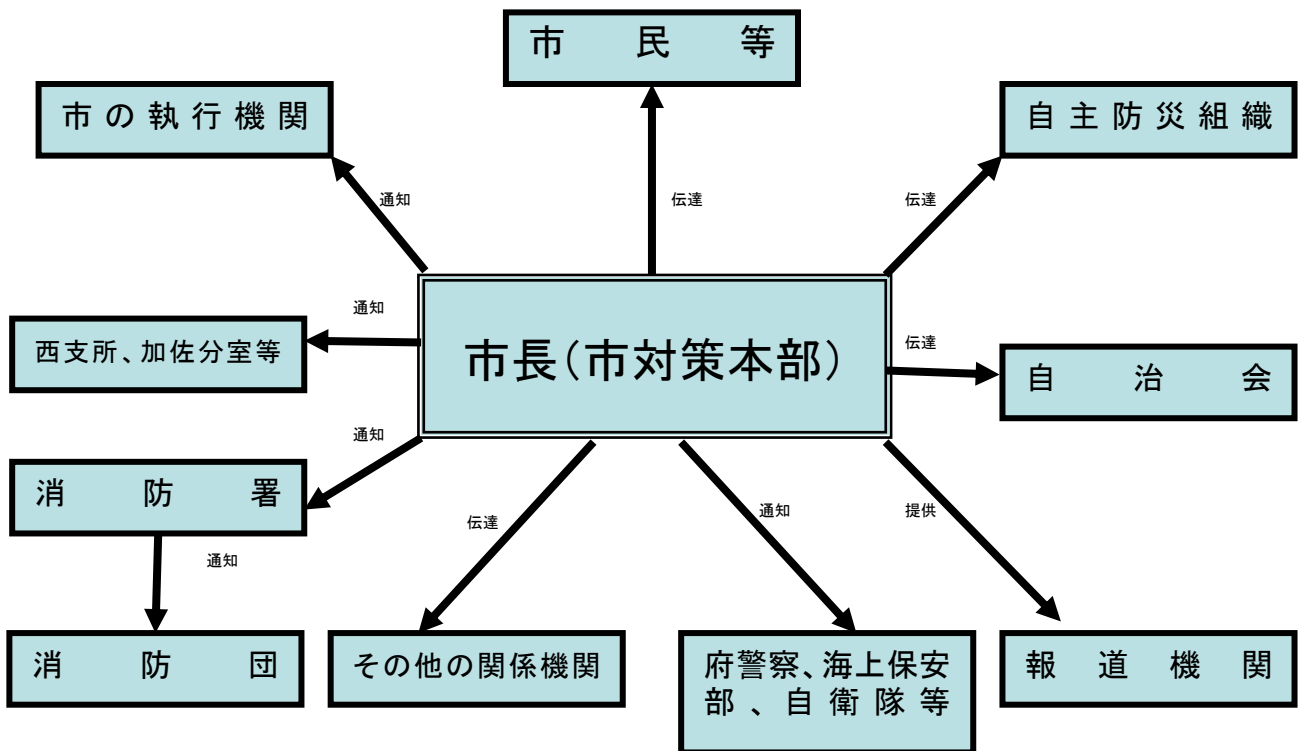 市民等
市の執行機関
自主防災組織
通知
伝達
伝達
通知
西支所、加佐分室等
市長（市対策本部）
伝達
自治会
通知
消防署
伝達
通知
提供
通知
消防団
その他の関係機関
府警察、海上保安
部、自衛隊等
報道機関